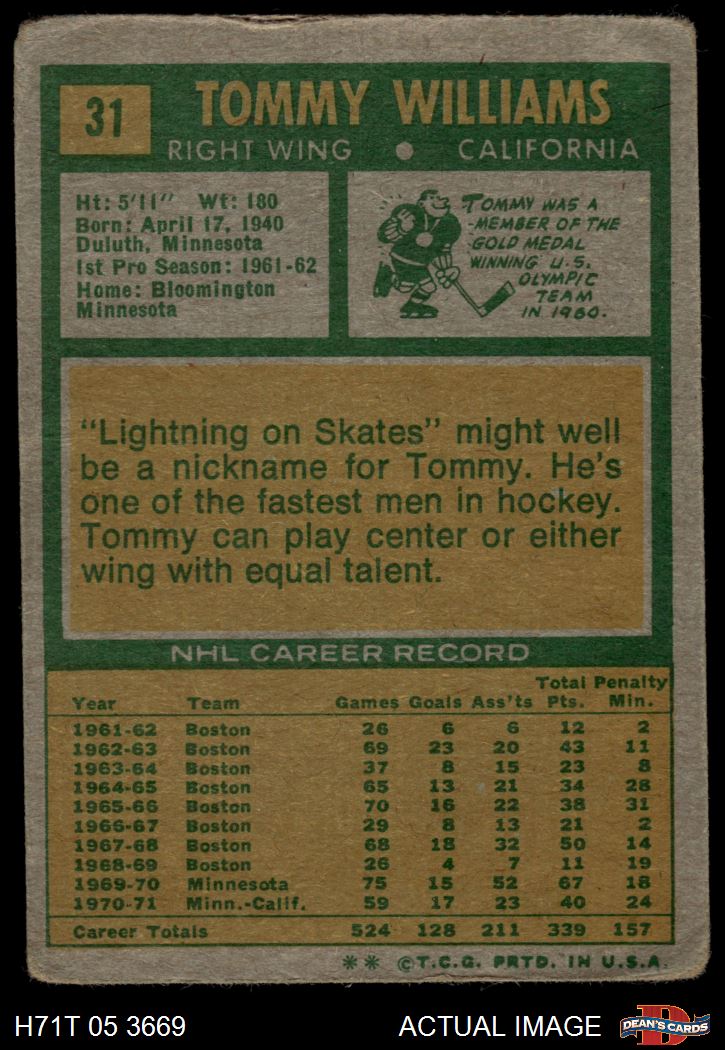 31
TOMMY WILLIAMS
RIGHT WING ● CALIFORNIA
Ht: 5'11" Wt: 180
Born: April 17, 1940
Duluth, Minnesota
1st Pro Season: 1961-62
Home: Bloomington
Minnesota
TOMMY WAS A
MEMBER OF THE
GOLD MEDAL
WINNING U.S.
OLYMPIC
TEAM
IN 1960.
"Lightning on Skates" might well
be a nickname for Tommy. He's
one of the fastest men in hockey.
Tommy can play center or either
wing with equal talent.
NHL CAREER RECORD
Total Penalty
Year Team Games Goals Ass'ts Pts. Min.
1961-62 Boston 26 6 6 12 2
1962-63 Boston 69 23 20 43 11
1963-64 Boston 37 8 15 23 8
1964-65 Boston 65 13 21 34 28
1965-66 Boston 70 16 22 38 31
1966-67 Boston 29 8 13 21 2
1967-68 Boston 68 18 32 50 14
1968-69 Boston 26 4 7 11 19
1969-70 Minnesota 75 15 52 67 18
1970-71 Minn.-Calif. 59 17 23 40 24
Career Totals 524 128 211 339 157
** ©T.C.G. PRTD. IN U.S.A.
H71T 05 3669 ACTUAL IMAGE
D
DEAN'S CARDS